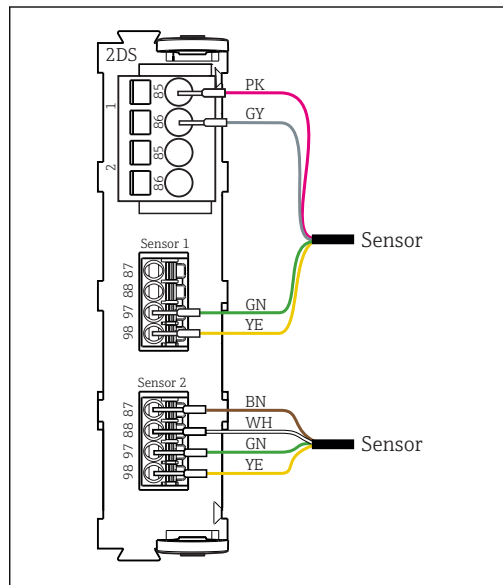 2DS
1
85
PK
86
GY
2
85
86
Sensor
Sensor 1
87
88
97
GN
98
YE
Sensor 2
87
BN
88
WH
97
GN
Sensor
98
YE